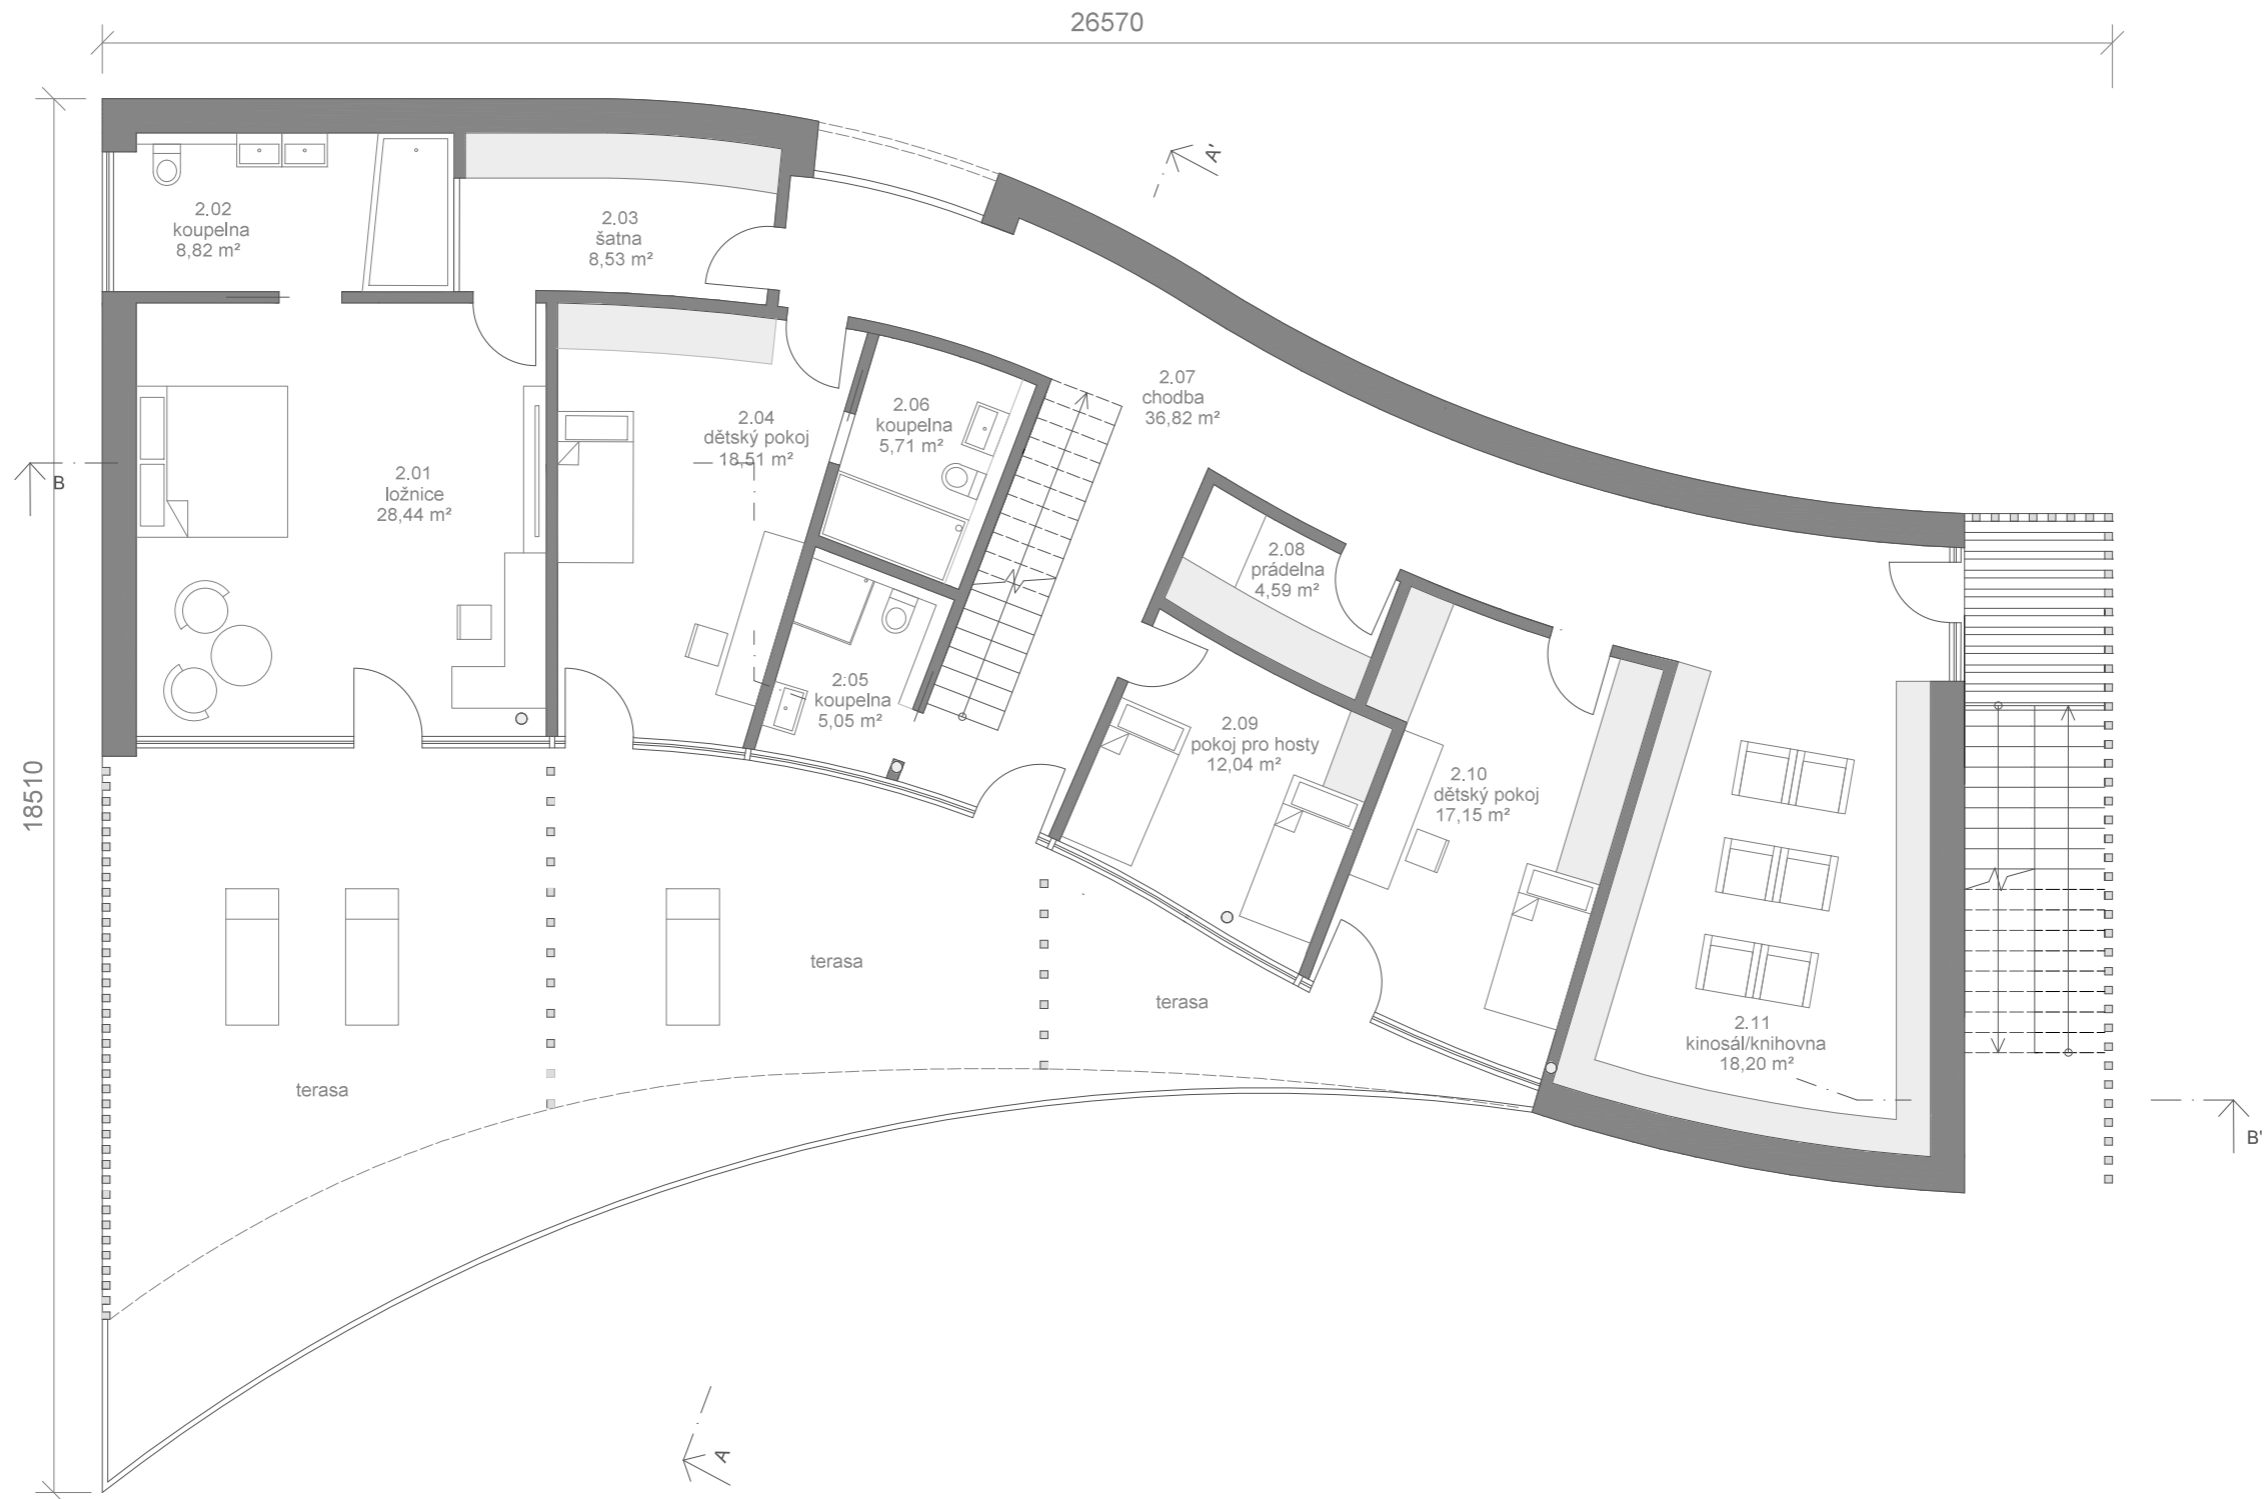 26570
A'
2.02
koupelna
8,82 m²
2.03
šatna
8,53 m²
2.07
chodba
36,82 m²
2.06
koupelna
5,71 m²
2.04
dětský pokoj
18,51 m²
2.01
ložnice
28,44 m²
B
2.08
prádelna
4,59 m²
2.05
koupelna
5,05 m²
2.09
pokoj pro hosty
12,04 m²
2.10
dětský pokoj
17,15 m²
18510
terasa
terasa
terasa
2.11
kinosál/knihovna
18,20 m²
B'
A